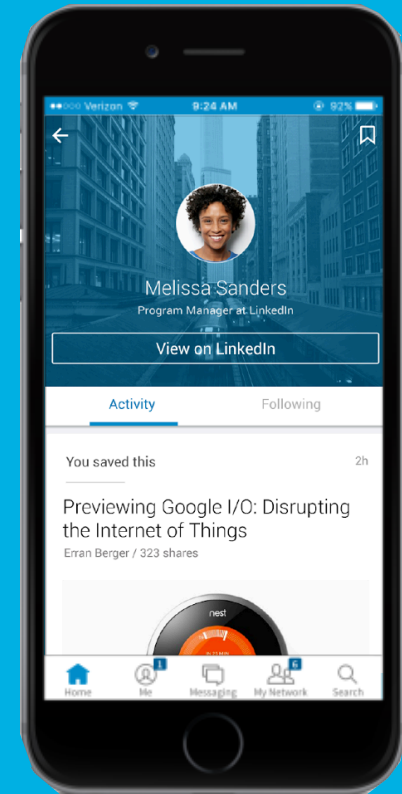 Verizon 9:24 AM 92%
Melissa Sanders
Program Manager at LinkedIn
View on LinkedIn
Activity Following
You saved this 2h
Previewing Google I/O: Disrupting
the Internet of Things
Erran Berger / 323 shares
nest
1 6
Home Me Messaging My Network Search